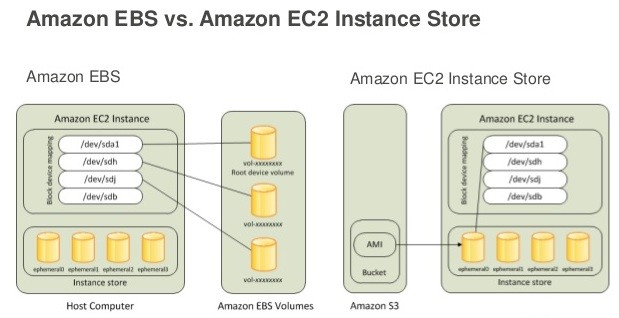 Amazon EBS vs. Amazon EC2 Instance Store
Amazon EBS
Amazon EC2 Instance
Block device mapping
/dev/sda1
/dev/sdh
/dev/sdj
/dev/sdb
ephemeral0 ephemeral1 ephemeral2 ephemeral3
Instance store
Host Computer
vol-xxxxxxxx
Root device volume
vol-xxxxxxxx
vol-xxxxxxxx
Amazon EBS Volumes
Amazon EC2 Instance Store
AMI
Bucket
Amazon S3
Amazon EC2 Instance
Block device mapping
/dev/sda1
/dev/sdh
/dev/sdj
/dev/sdb
ephemeral0 ephemeral1 ephemeral2 ephemeral3
Instance store
Host Computer